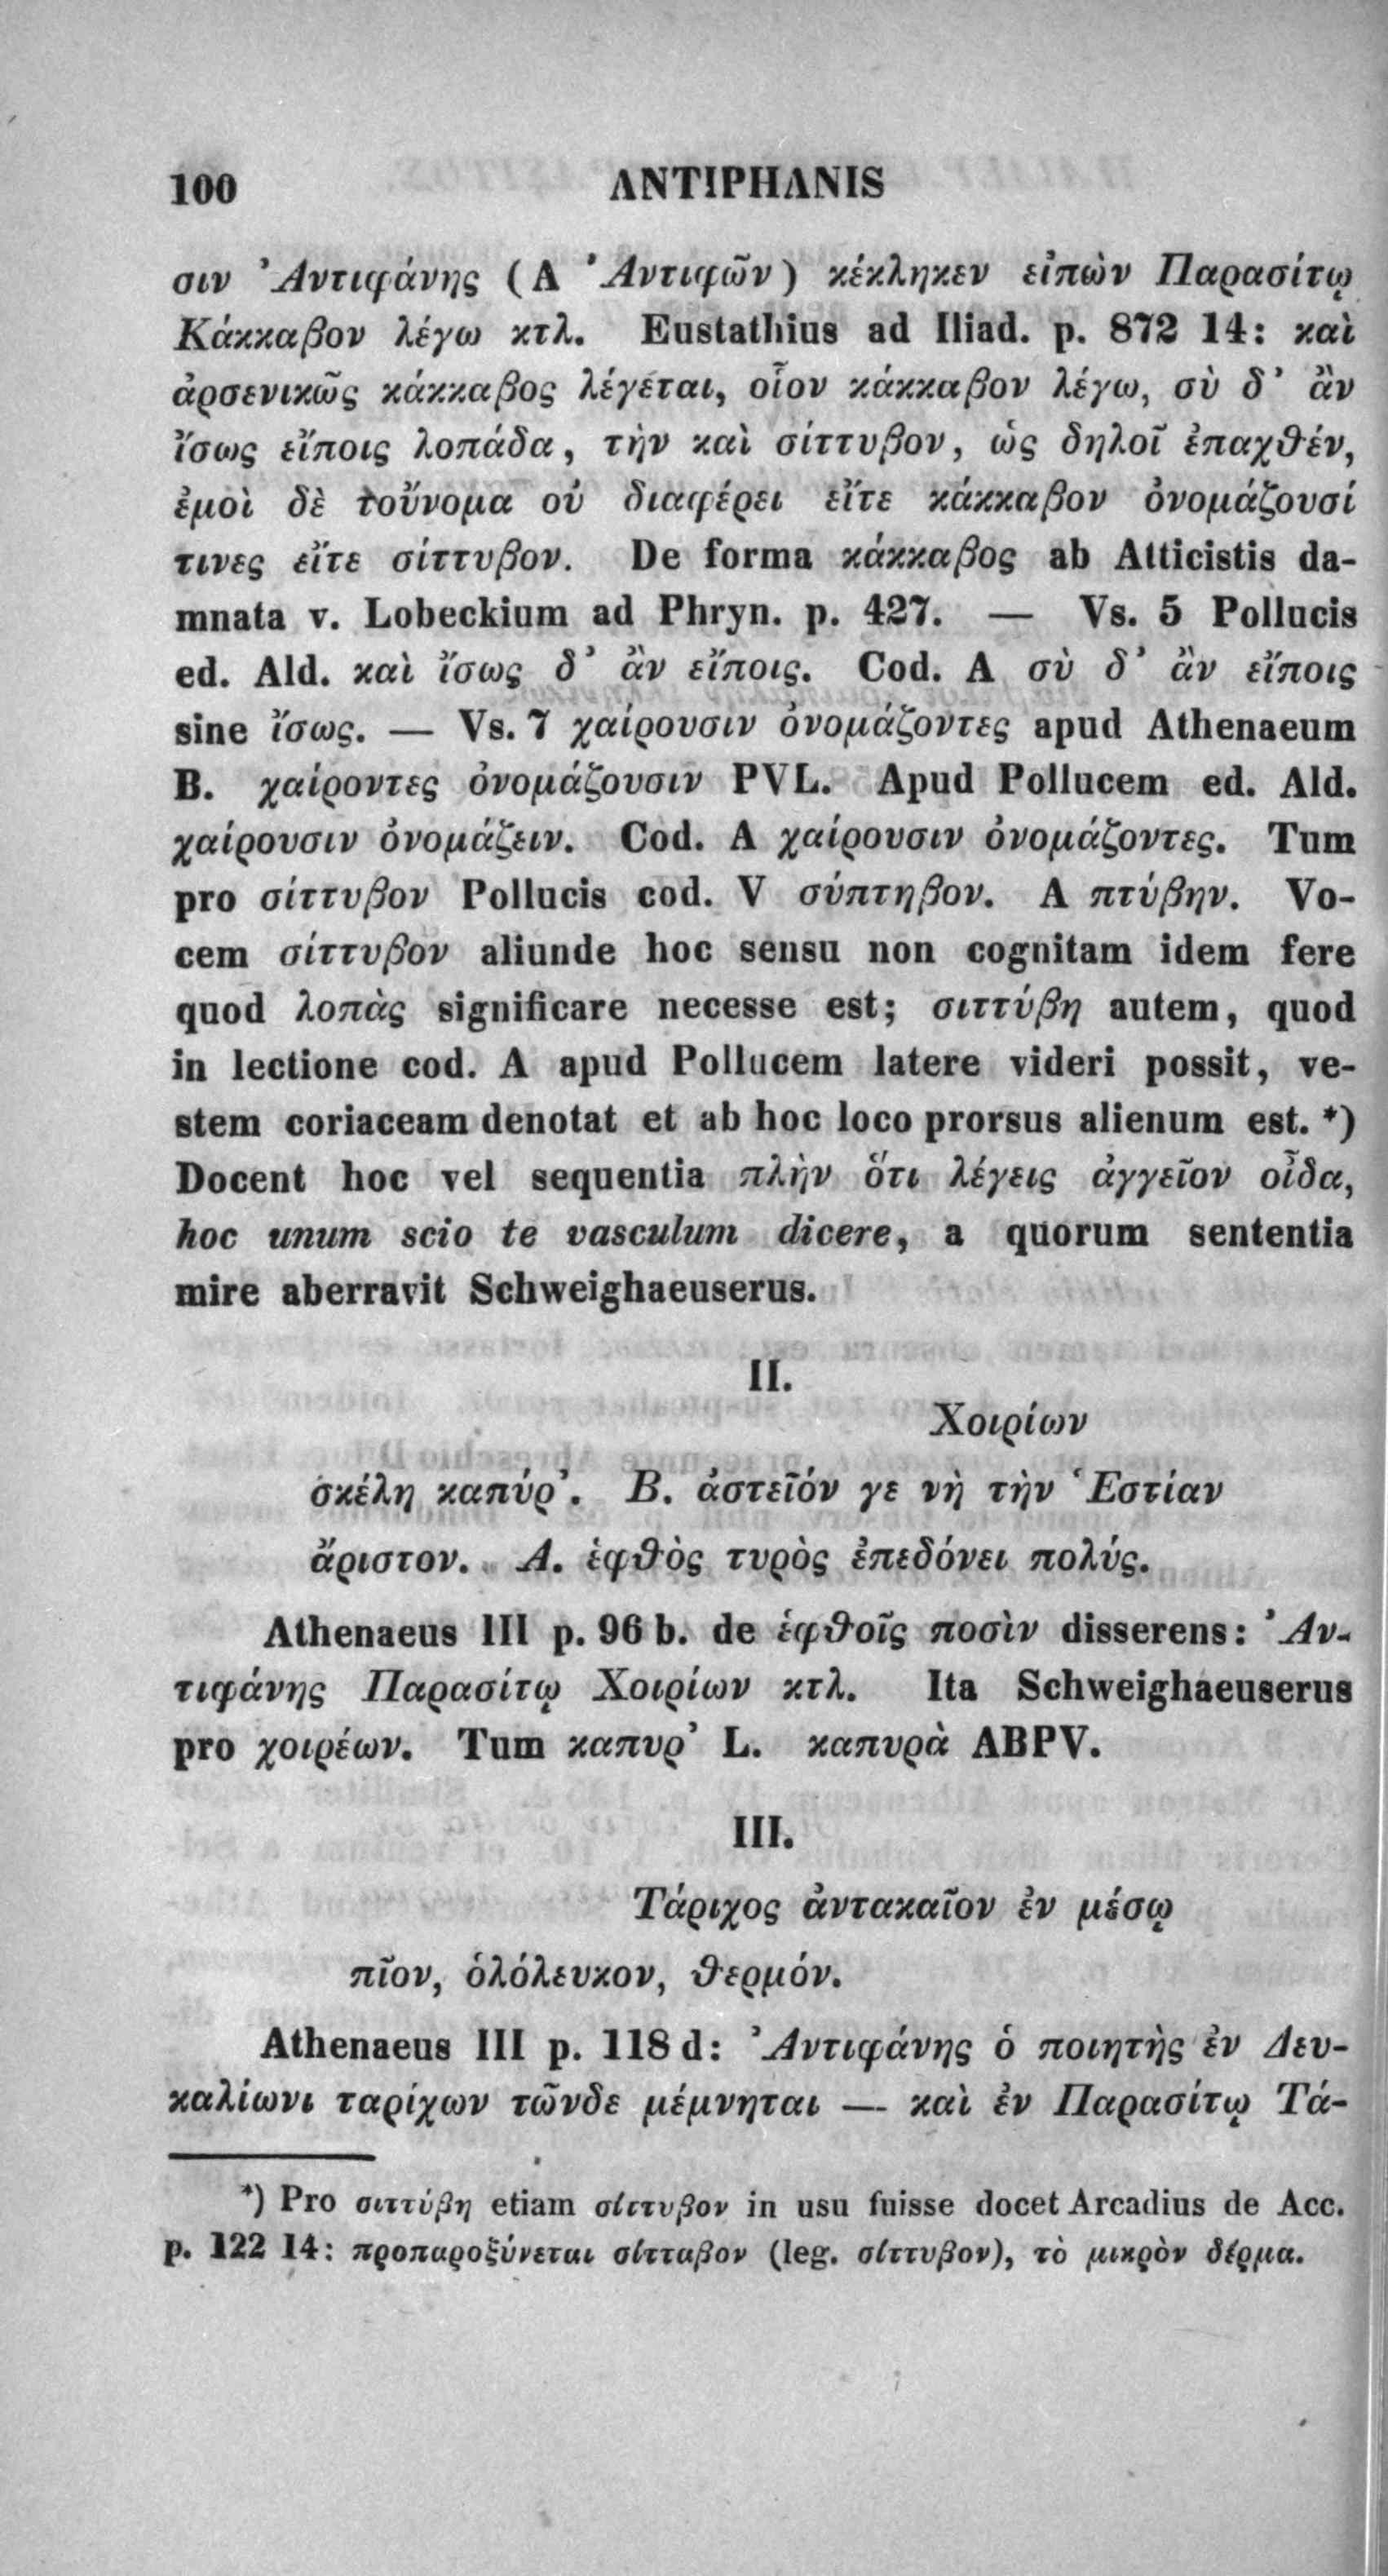 100 ANTIPHANIS
σιν Ἀντιφάνης (A Ἀντιφῶν) κέκληκεν εἰπὼν Παρασίτῳ
Κάκκαβον λέγω κτλ. Eustathius ad Iliad. p. 872 14: καὶ
ἀρσενικῶς κάκκαβος λέγεται, οἷον κάκκαβον λέγω, σὺ δ’ ἂν
ἴσως εἴποις λοπάδα, τὴν καὶ σίττυβον, ὡς δηλοῖ ἐπαχθέν,
ἐμοὶ δὲ τοὔνομα οὐ διαφέρει εἴτε κάκκαβον ὀνομάζουσί
τινες εἴτε σίττυβον. De forma κάκκαβος ab Atticistis da-
mnata v. Lobeckium ad Phryn. p. 427. — Vs. 5 Pollucis
ed. Ald. καὶ ἴσως δ’ ἂν εἴποις. Cod. A σὺ δ’ ἂν εἴποις
sine ἴσως. — Vs. 7 χαίρουσιν ὀνομάζοντες apud Athenaeum
B. χαίροντες ὀνομάζουσιν PVL. Apud Pollucem ed. Ald.
χαίρουσιν ὀνομάζειν. Cod. A χαίρουσιν ὀνομάζοντες. Tum
pro σίττυβον Pollucis cod. V σύπτηβον. A πτύβην. Vo-
cem σίττυβον aliunde hoc sensu non cognitam idem fere
quod λοπὰς significare necesse est; σιττύβη autem, quod
in lectione cod. A apud Pollucem latere videri possit, ve-
stem coriaceam denotat et ab hoc loco prorsus alienum est. *)
Docent hoc vel sequentia πλὴν ὅτι λέγεις ἀγγεῖον οἶδα,
hoc unum scio te vasculum dicere, a quorum sententia
mire aberravit Schweighaeuserus.
II.
Χοιρίων
σκέλη καπύρ’. Β. ἀστεῖόν γε νὴ τὴν Ἑστίαν
ἄριστον. Α. ἑφθὸς τυρὸς ἐπεδόνει πολύς.
Athenaeus III p. 96 b. de ἑφθοῖς ποσὶν disserens: Ἀν-
τιφάνης Παρασίτῳ Χοιρίων κτλ. Ita Schweighaeuserus
pro χοιρέων. Tum καπυρ’ L. καπυρὰ ABPV.
III.
Τάριχος ἀντακαῖον ἐν μέσῳ
πῖον, ὁλόλευκον, θερμόν.
Athenaeus III p. 118 d: Ἀντιφάνης ὁ ποιητὴς ἐν Δευ-
καλίωνι ταρίχων τῶνδε μέμνηται — καὶ ἐν Παρασίτῳ Τά-
*) Pro σιττύβη etiam σίττυβον in usu fuisse docet Arcadius de Acc.
p. 122 14: προπαροξύνεται σίτταβον (leg. σίττυβον), τὸ μικρὸν δέρμα.